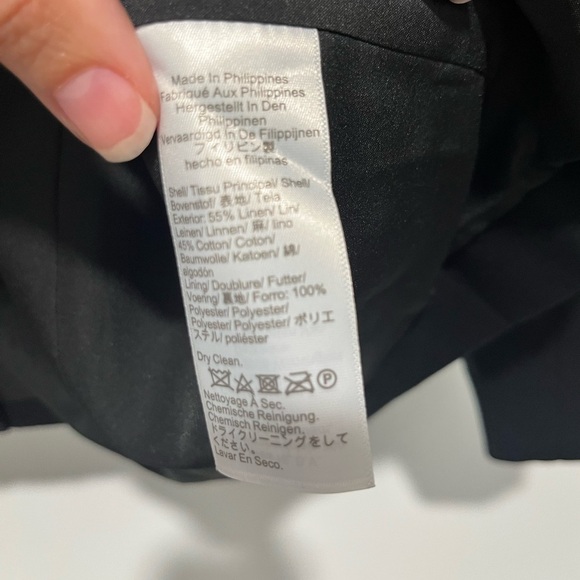 Made In Philippines
Fabriqué Aux Philippines
Hergestellt In Den
Philippinen
Vervaardigd In De Filippijnen
フィリピン製
hecho en filipinas
Shell/ Tissu Principal/ Shell/
Bovenstof/ 表地/ Tela
Exterior: 55% Linen/ Lin/
Leinen/ Linnen/ 麻/ lino
45% Cotton/ Coton/
Baumwolle/ Katoen/ 綿/
algodón
Lining/ Doublure/ Futter/
Voering/ 裏地/ Forro: 100%
Polyester/ Polyester/
Polyester/ Polyester/ ポリエ
ステル/ poliéster
Dry Clean.
P
Nettoyage À Sec.
Chemische Reinigung.
Chemisch Reinigen.
ドライクリーニングをして
ください。
Lavar En Seco.